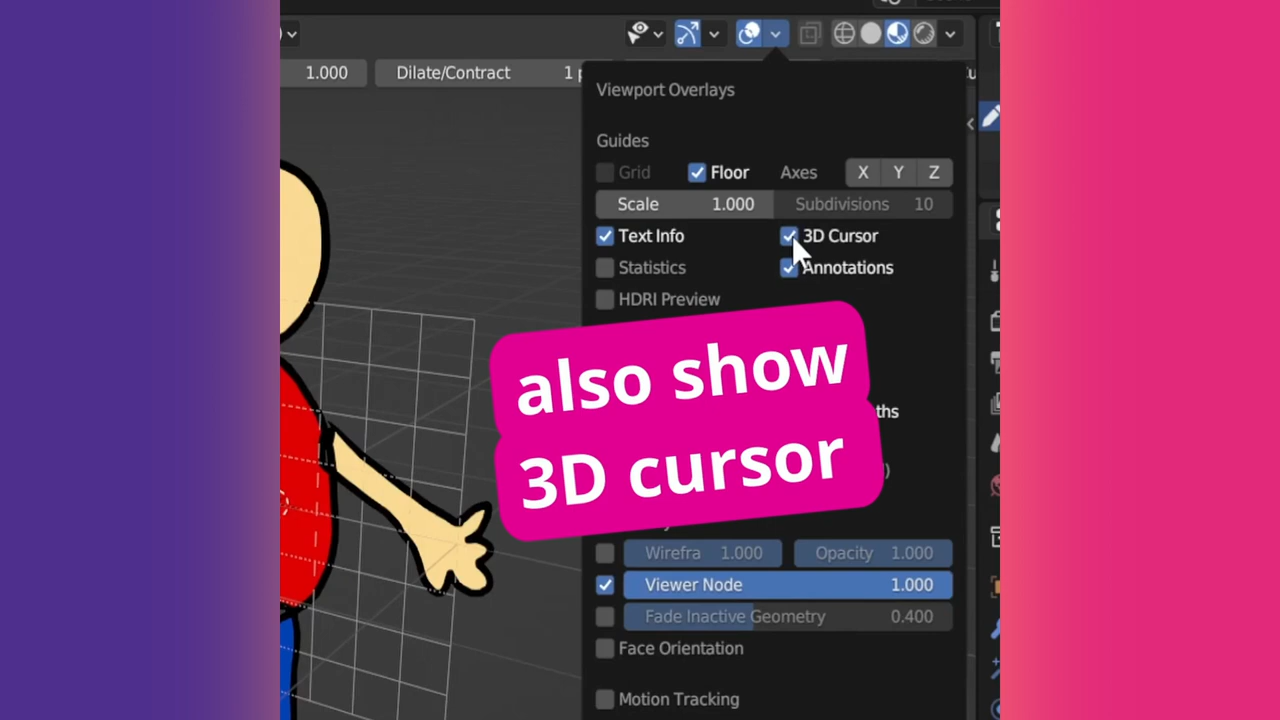 1.000 Dilate/Contract 1 p
Viewport Overlays
Guides
Grid Floor Axes X Y Z
Scale 1.000 Subdivisions 10
Text Info 3D Cursor
Statistics Annotations
HDRI Preview
also show
ths
3D cursor
Wirefra 1.000 Opacity 1.000
Viewer Node 1.000
Fade Inactive Geometry 0.400
Face Orientation
Motion Tracking